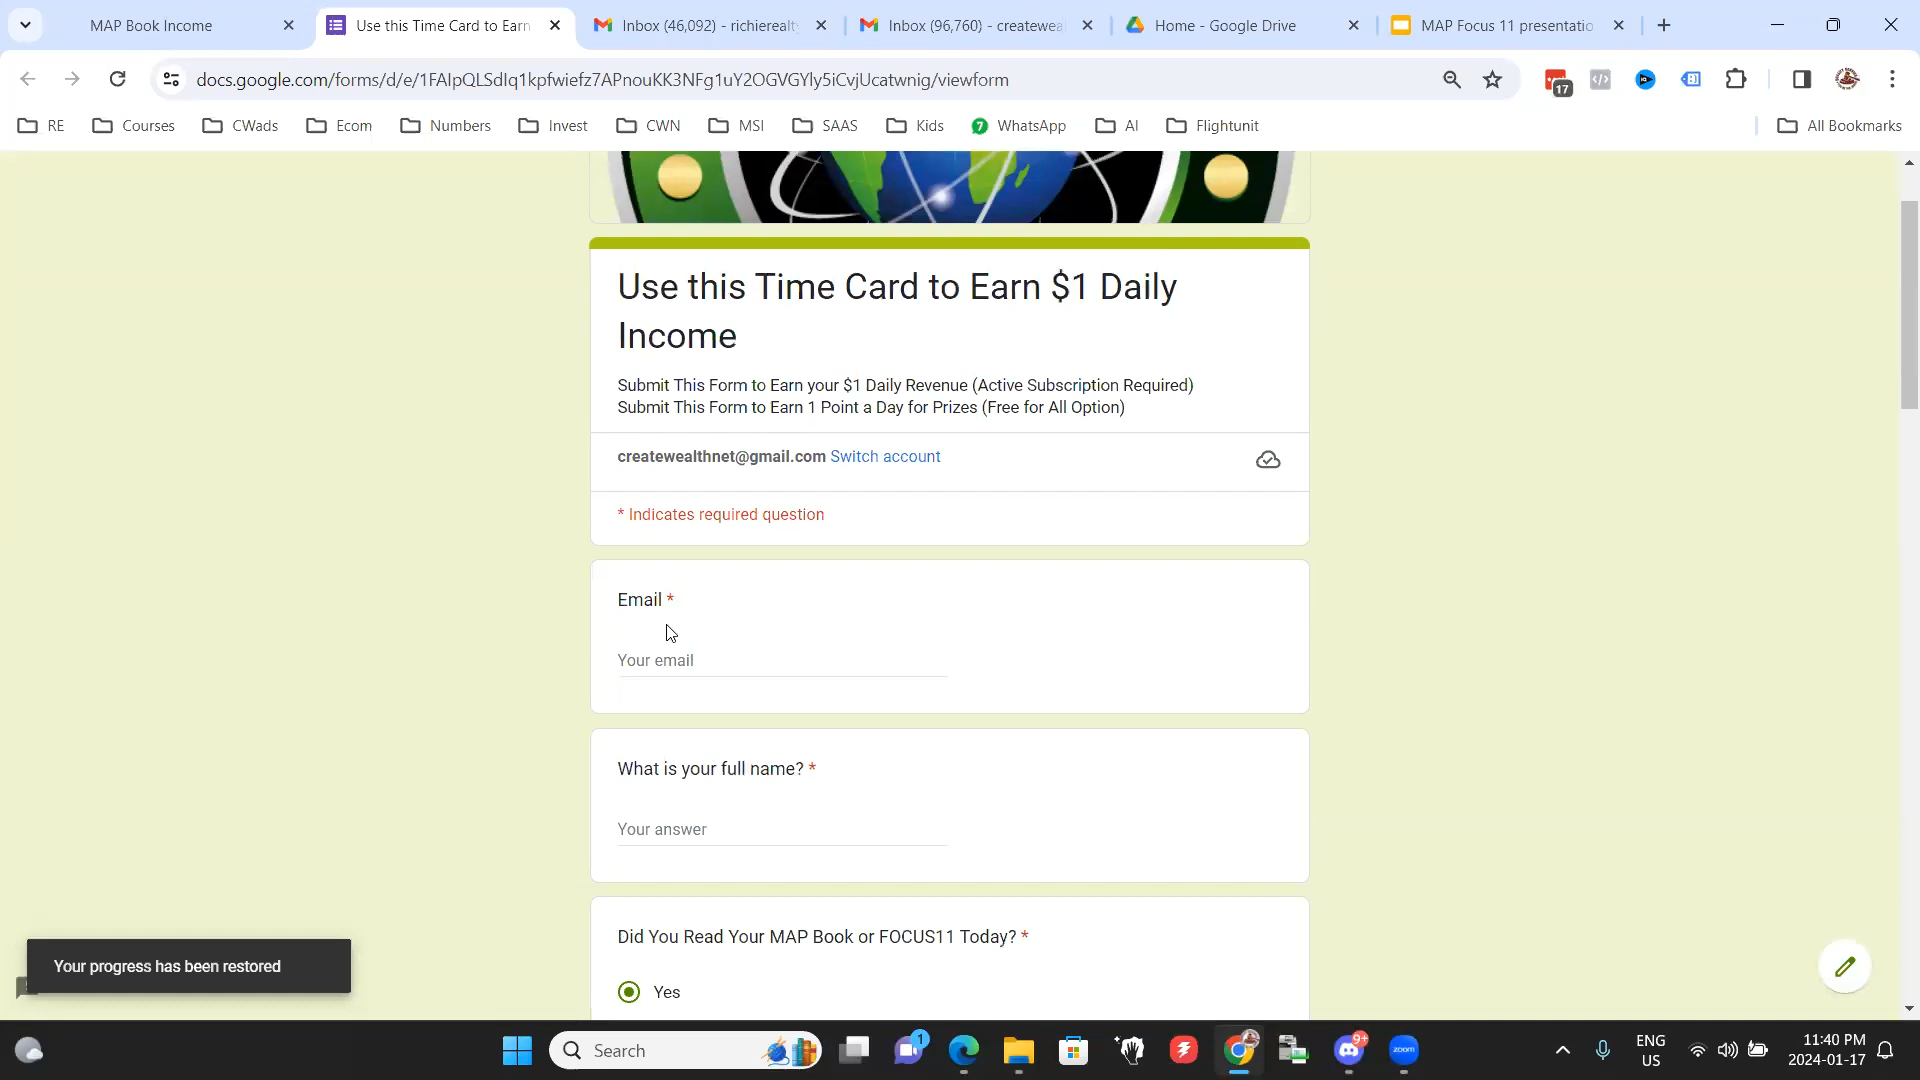 MAP Book Income
Use this Time Card to Earn
Inbox (46,092) - richierealt
Inbox (96,760) - createweal
Home - Google Drive
MAP Focus 11 presentatio
docs.google.com/forms/d/e/1FAIpQLSdIq1kpfwiefz7APnouKK3NFg1uY2OGVGYly5iCvjUcatwnig/viewform
17
RE
Courses
CWads
Ecom
Numbers
Invest
CWN
MSI
SAAS
Kids
7
WhatsApp
AI
Flightunit
All Bookmarks
Use this Time Card to Earn $1 Daily
Income
Submit This Form to Earn your $1 Daily Revenue (Active Subscription Required)
Submit This Form to Earn 1 Point a Day for Prizes (Free for All Option)
createwealthnet@gmail.com Switch account
* Indicates required question
Email *
Your email
What is your full name? *
Your answer
Did You Read Your MAP Book or FOCUS11 Today? *
Yes
Your progress has been restored
Search
1
9+
zoom
ENG
US
11:40 PM
2024-01-17